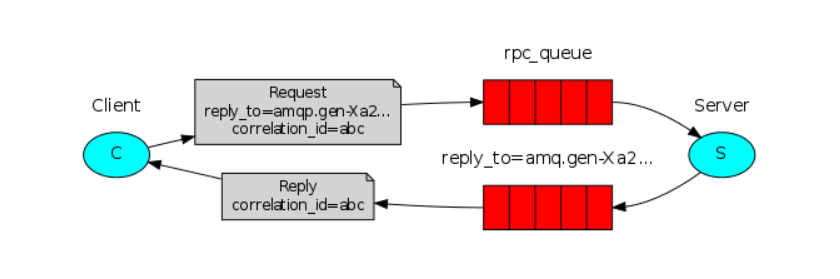 rpc_queue
Client
Request
reply_to=amqp.gen-Xa2...
correlation_id=abc
Server
C
S
reply_to=amq.gen-Xa2...
Reply
correlation_id=abc